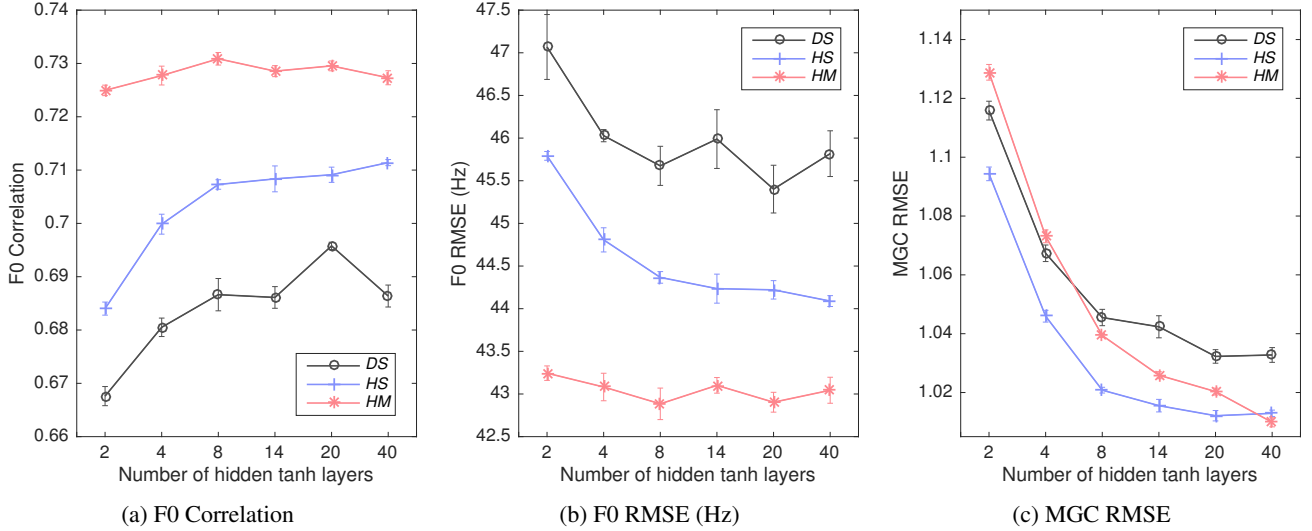 0.74
0.73
0.72
0.71
0.7
0.69
0.68
0.67
0.66
F0 Correlation
DS
HS
HM
2 4 8 14 20 40
Number of hidden tanh layers
(a) F0 Correlation
47.5
47
46.5
46
45.5
45
44.5
44
43.5
43
42.5
F0 RMSE (Hz)
DS
HS
HM
2 4 8 14 20 40
Number of hidden tanh layers
(b) F0 RMSE (Hz)
1.14
1.12
1.1
1.08
1.06
1.04
1.02
MGC RMSE
DS
HS
HM
2 4 8 14 20 40
Number of hidden tanh layers
(c) MGC RMSE